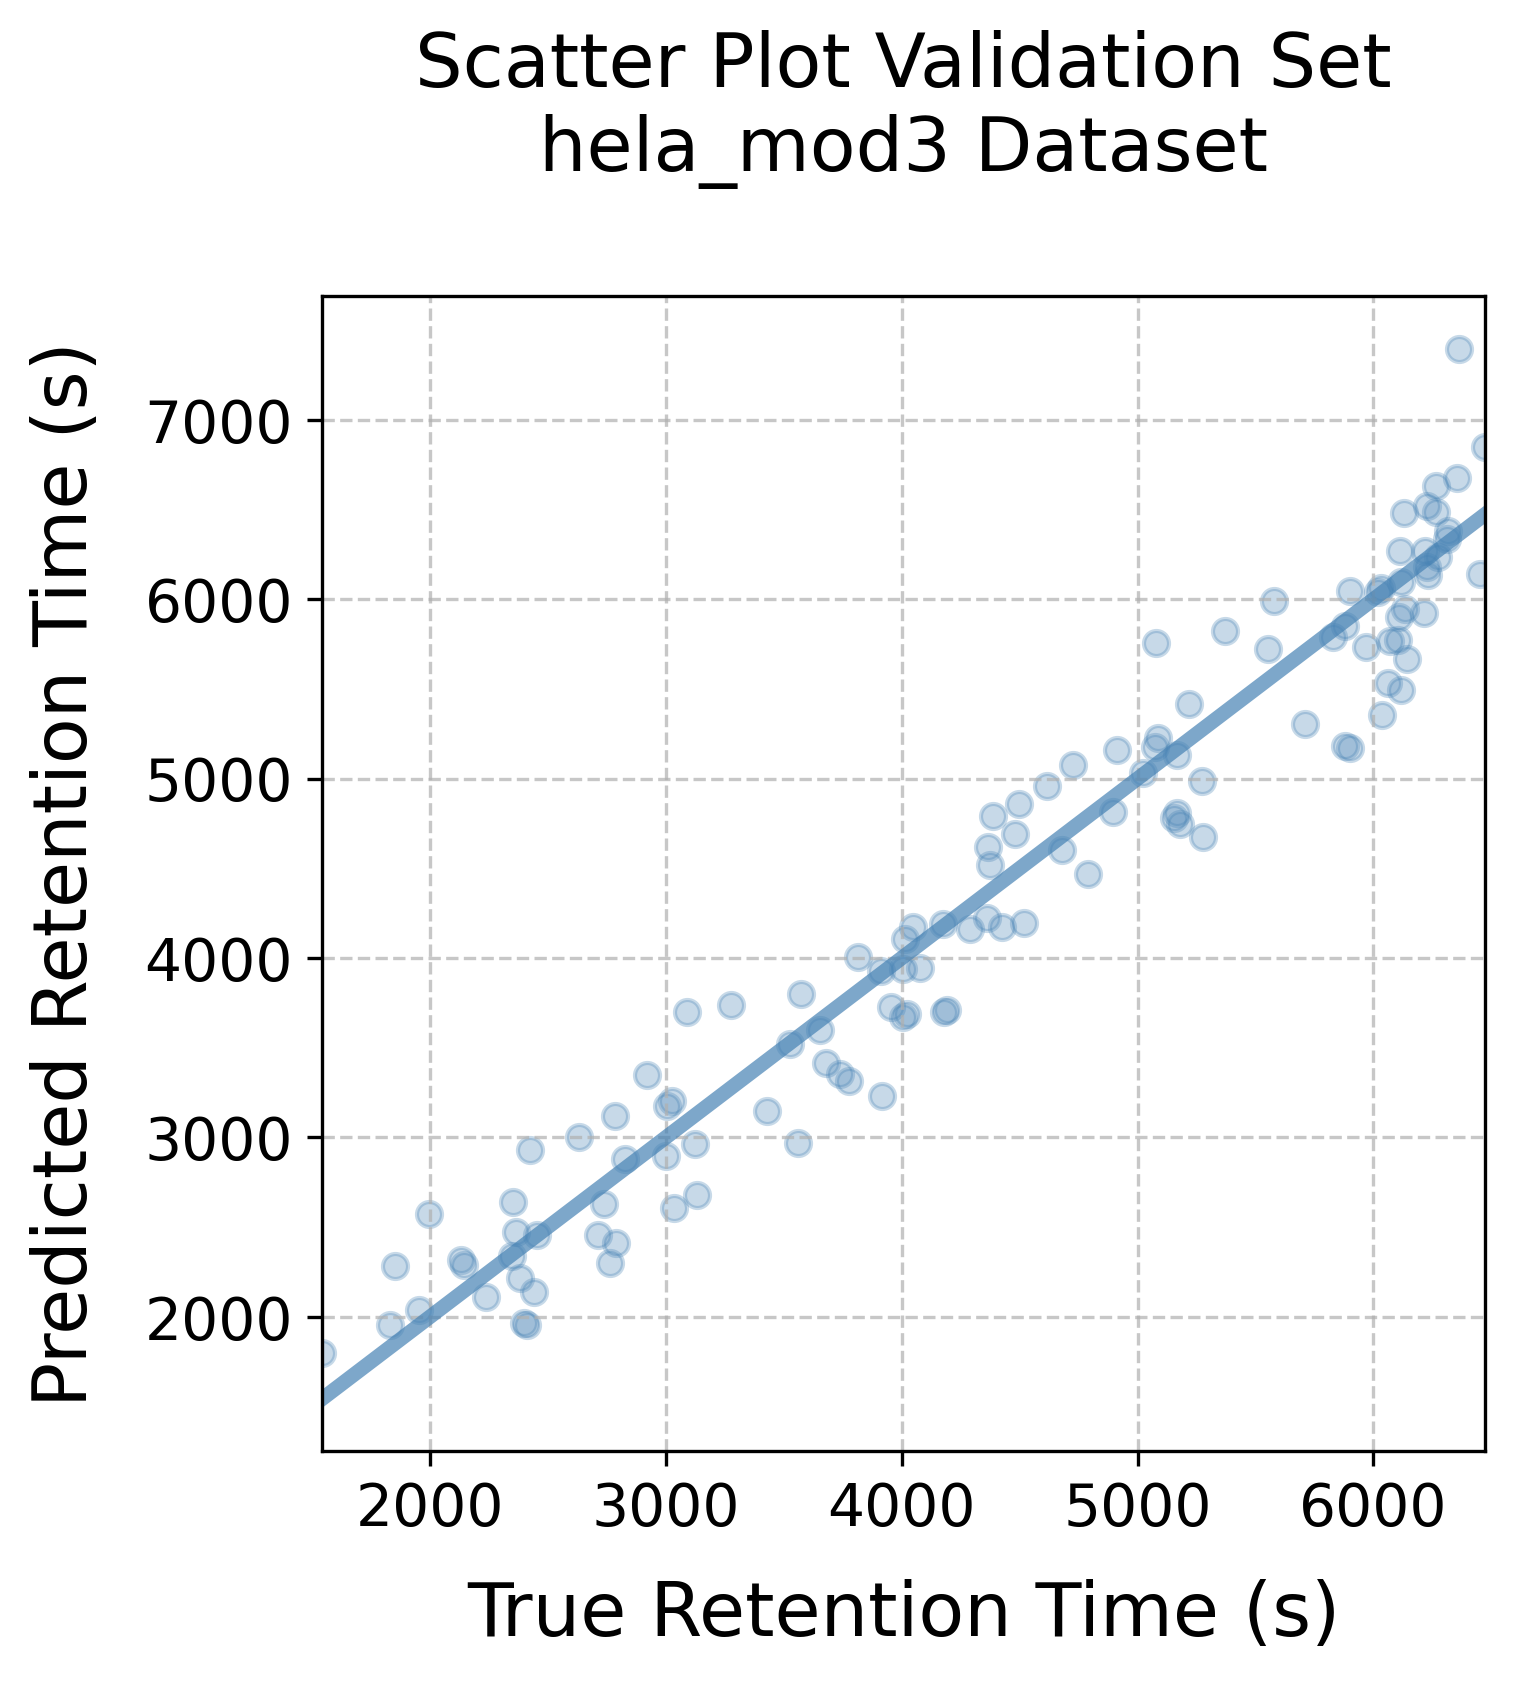 Scatter Plot Validation Set
hela_mod3 Dataset
Predicted Retention Time (s)
7000
6000
5000
4000
3000
2000
2000 3000 4000 5000 6000
True Retention Time (s)